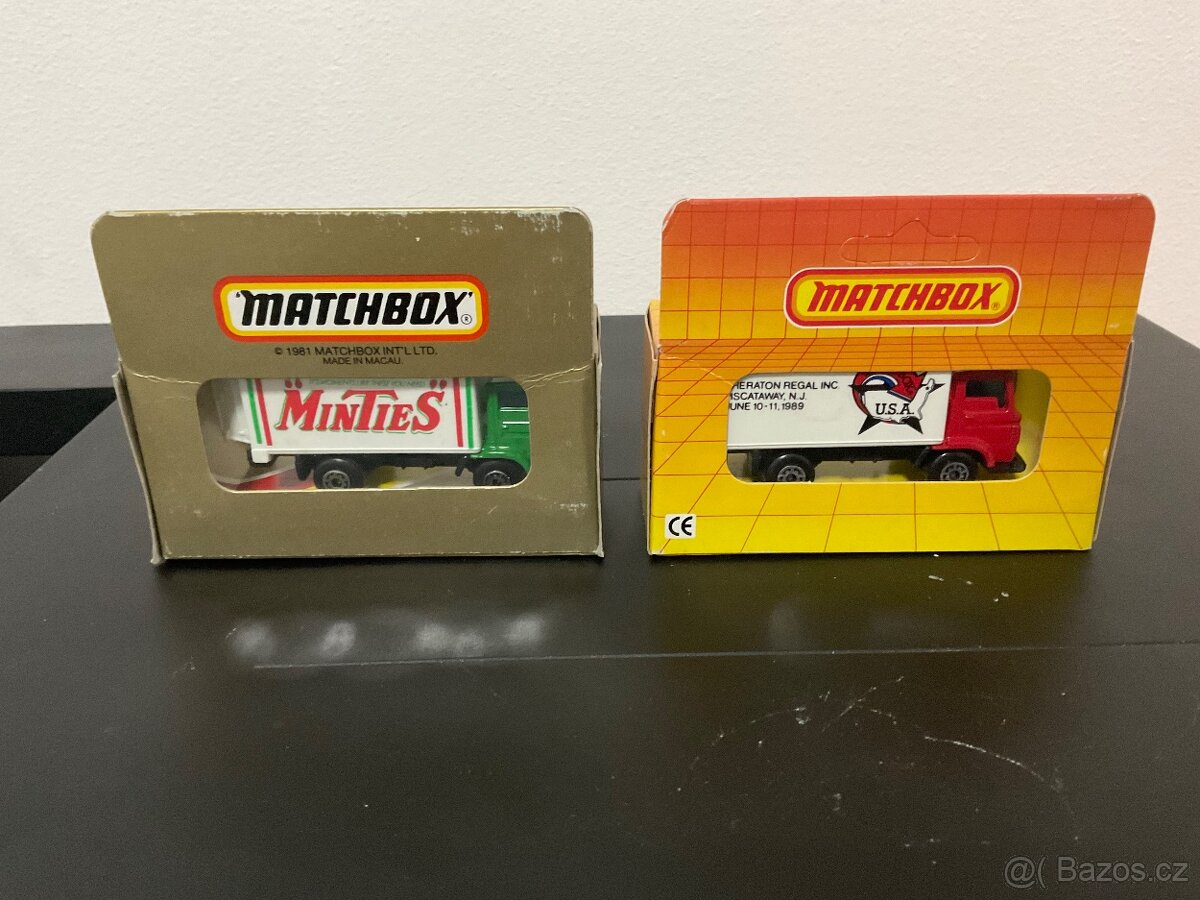 "MATCHBOX"®
© 1981 MATCHBOX INT'L LTD.
MADE IN MACAU.
MINTIES
MATCHBOX®
HERATON REGAL INC
ISCATAWAY, N.J.
UNE 10-11, 1989
U.S.A.
CE
@( Bazos.cz